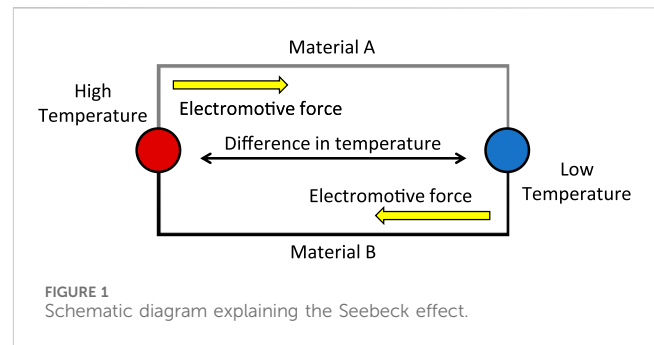 Material A
High
Temperature
Electromotive force
Difference in temperature
Low
Temperature
Electromotive force
Material B
FIGURE 1
Schematic diagram explaining the Seebeck effect.